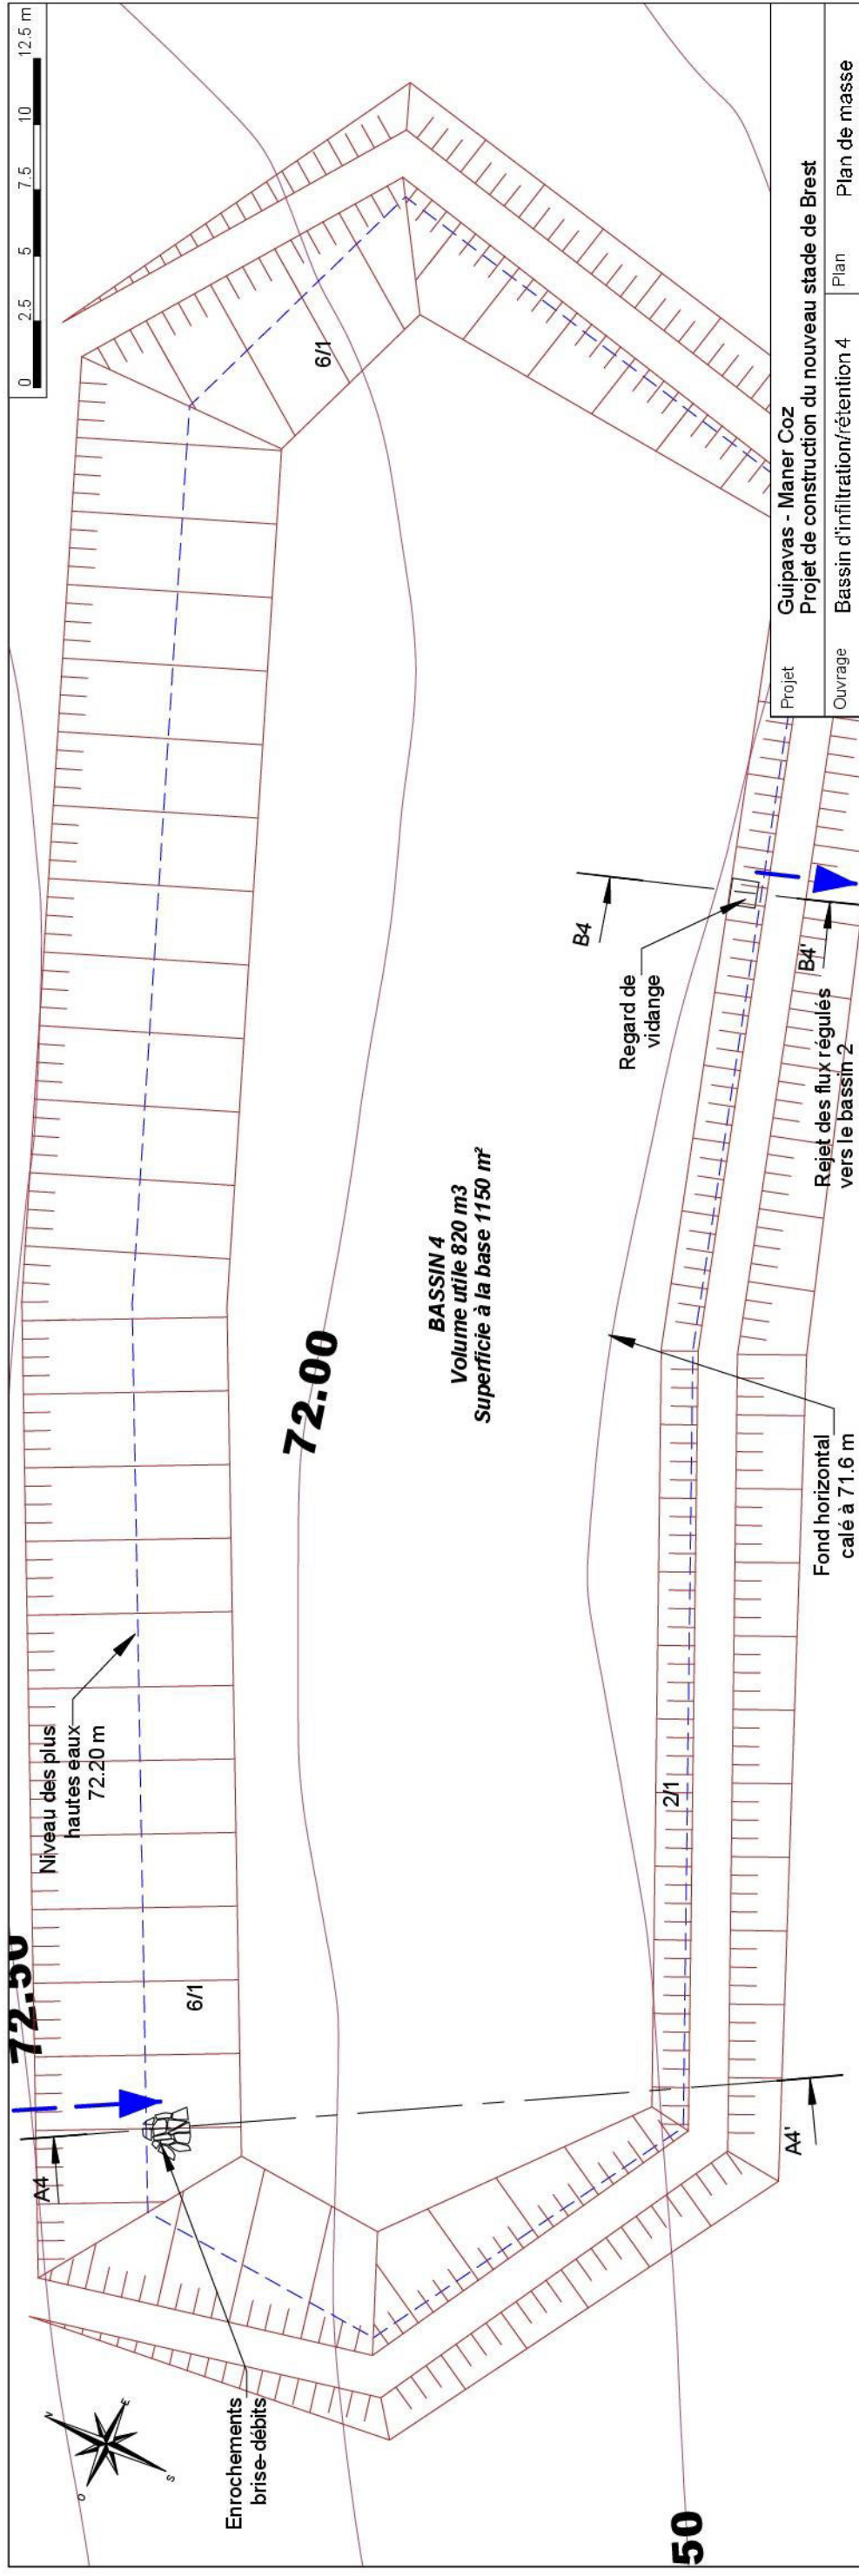 0 2.5 5 7.5 10 12.5 m
72.50
Niveau des plus
hautes eaux
72.20 m
6/1
6/1
A4
N
E
S
O
Enrochements
brise-débits
72.00
BASSIN 4
Volume utile 820 m3
Superficie à la base 1150 m²
B4
Regard de
vidange
2/1
A4'
B4'
Rejet des flux régulés
vers le bassin 2
Fond horizontal
calé à 71.6 m
50
Projet Guipavas - Maner Coz
Projet de construction du nouveau stade de Brest
Ouvrage Bassin d'infiltration/rétention 4 Plan Plan de masse